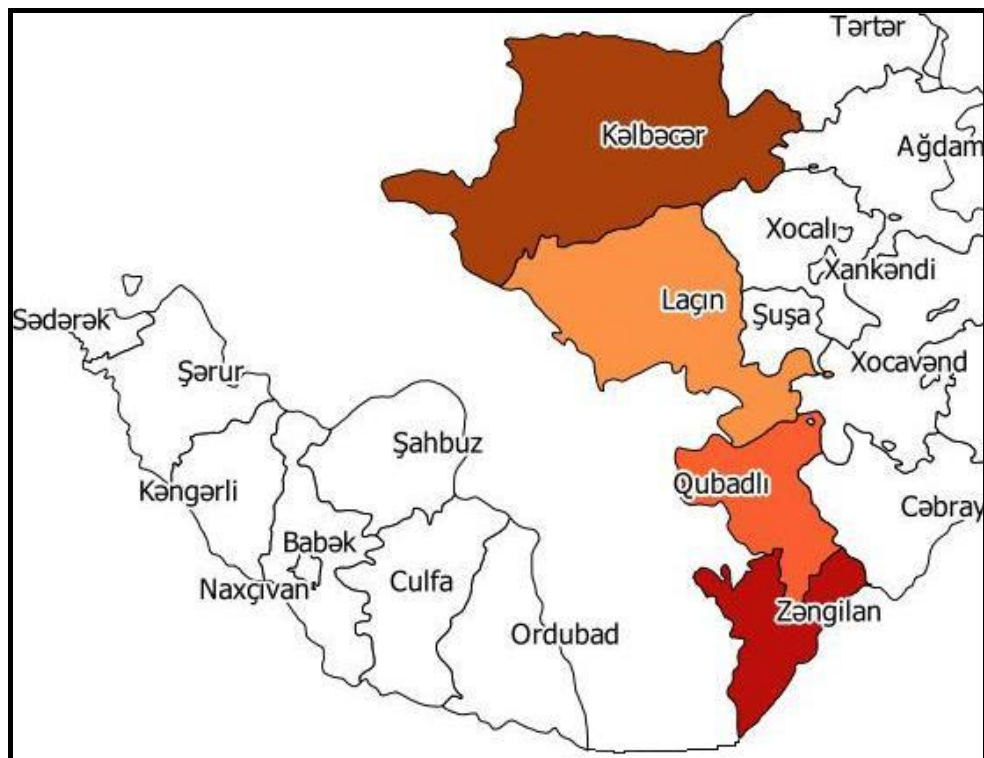 Tərtər
Kəlbəcər
Ağdam
Xocalı
Xankəndi
Laçın
Şuşa
Sədərək
Xocavənd
Şərur
Şahbuz
Qubadlı
Kəngərli
Cəbray
Babək
Culfa
Naxçıvan
Zəngilan
Ordubad